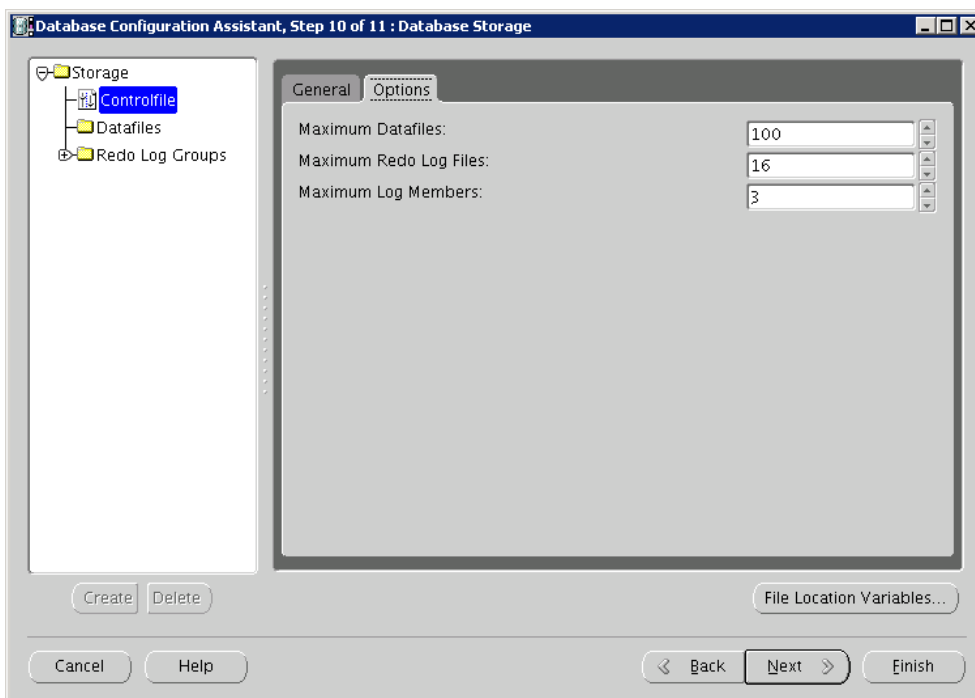 Database Configuration Assistant, Step 10 of 11 : Database Storage
Storage
Controlfile
Datafiles
Redo Log Groups
General Options
Maximum Datafiles: 100
Maximum Redo Log Files: 16
Maximum Log Members: 3
Create Delete
File Location Variables...
Cancel Help Back Next Finish